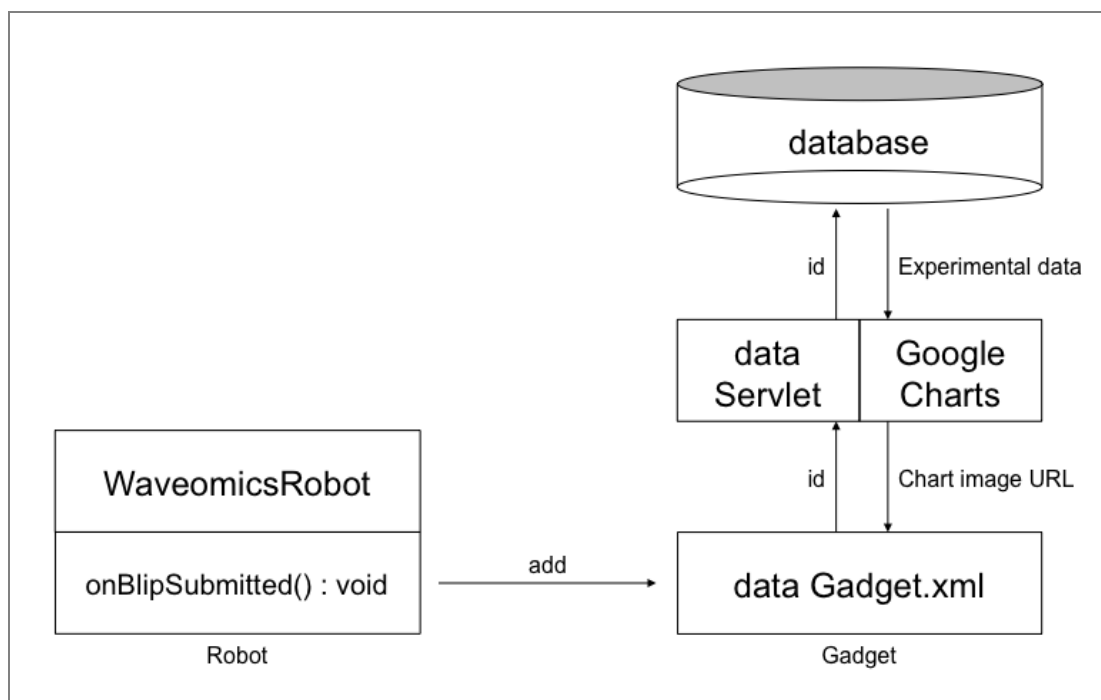 database
id
Experimental data
data
Servlet
Google
Charts
WaveomicsRobot
id
Chart image URL
onBlipSubmitted() : void
add
data Gadget.xml
Robot
Gadget